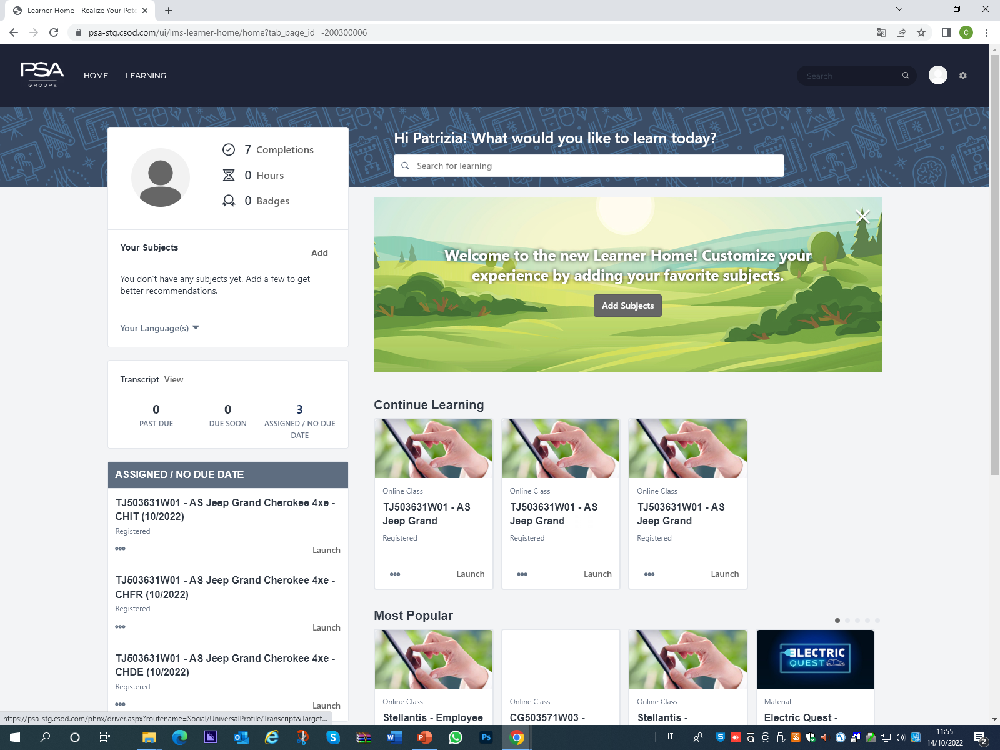 Learner Home - Realize Your Pote
psa-stg.csod.com/ui/lms-learner-home/home?tab_page_id=-200300006
C
PSA
GROUPE
HOME
LEARNING
Search
Hi Patrizia! What would you like to learn today?
Search for learning
7 Completions
0 Hours
0 Badges
Your Subjects
Add
You don't have any subjects yet. Add a few to get
better recommendations.
Your Language(s)
Welcome to the new Learner Home! Customize your
experience by adding your favorite subjects.
Add Subjects
Transcript View
0
PAST DUE
0
DUE SOON
3
ASSIGNED / NO DUE
DATE
ASSIGNED / NO DUE DATE
TJ503631W01 - AS Jeep Grand Cherokee 4xe -
CHIT (10/2022)
Registered
Launch
TJ503631W01 - AS Jeep Grand Cherokee 4xe -
CHFR (10/2022)
Registered
Launch
TJ503631W01 - AS Jeep Grand Cherokee 4xe -
CHDE (10/2022)
Registered
Launch
Continue Learning
Online Class
TJ503631W01 - AS
Jeep Grand
Registered
Launch
Online Class
TJ503631W01 - AS
Jeep Grand
Registered
Launch
Online Class
TJ503631W01 - AS
Jeep Grand
Registered
Launch
Most Popular
Online Class
Stellantis - Employee
Online Class
CG503571W03 -
Online Class
Stellantis -
ELECTRIC
QUEST
Material
Electric Quest -
https://psa-stg.csod.com/phnx/driver.aspx?routename=Social/UniversalProfile/Transcript&Target...
IT
11:55
14/10/2022
2